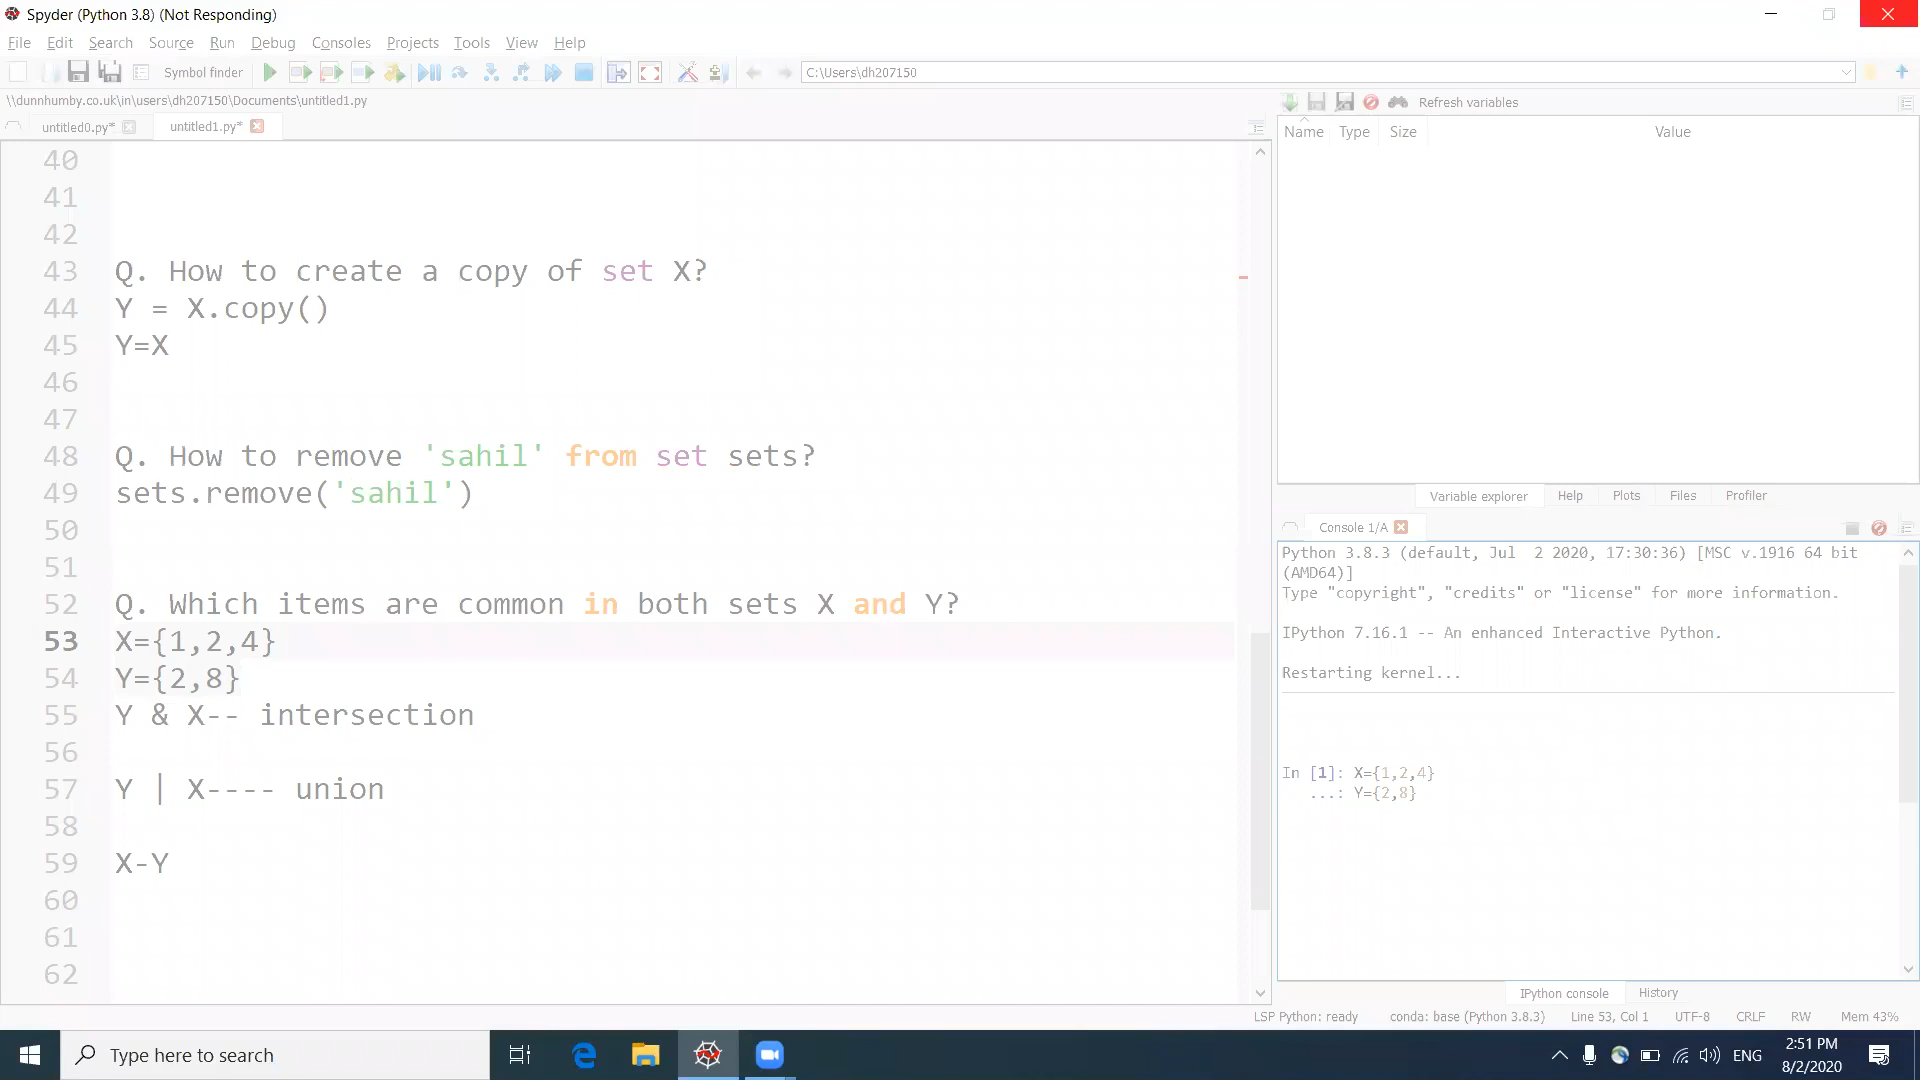 Spyder (Python 3.8) (Not Responding)
File Edit Search Source Run Debug Consoles Projects Tools View Help
Symbol finder
C:\Users\dh207150
\\dunnhumby.co.uk\in\users\dh207150\Documents\untitled1.py
untitled0.py*
untitled1.py*
40
41
42
43 Q. How to create a copy of set X?
44 Y = X.copy()
45 Y=X
46
47
48 Q. How to remove 'sahil' from set sets?
49 sets.remove('sahil')
50
51
52 Q. Which items are common in both sets X and Y?
53 X={1,2,4}
54 Y={2,8}
55 Y & X-- intersection
56
57 Y | X---- union
58
59 X-Y
60
61
62
Refresh variables
Name Type Size Value
Variable explorer Help Plots Files Profiler
Console 1/A
Python 3.8.3 (default, Jul  2 2020, 17:30:36) [MSC v.1916 64 bit
(AMD64)]
Type "copyright", "credits" or "license" for more information.
IPython 7.16.1 -- An enhanced Interactive Python.
Restarting kernel...
In [1]: X={1,2,4}
...: Y={2,8}
IPython console History
LSP Python: ready conda: base (Python 3.8.3) Line 53, Col 1 UTF-8 CRLF RW Mem 43%
Type here to search
ENG
2:51 PM
8/2/2020